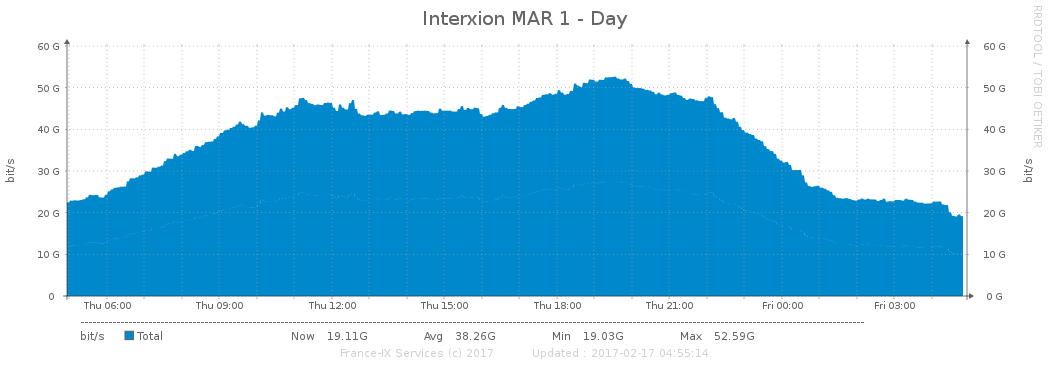 Interxion MAR 1 - Day
RRDTOOL / TOBI OETIKER
60 G 60 G
50 G 50 G
40 G 40 G
30 G 30 G
20 G 20 G
10 G 10 G
0 0 G
bit/s
bit/s
Thu 06:00 Thu 09:00 Thu 12:00 Thu 15:00 Thu 18:00 Thu 21:00 Fri 00:00 Fri 03:00
bit/s Total Now 19.11G Avg 38.26G Min 19.03G Max 52.59G
France-IX Services (c) 2017 Updated : 2017-02-17 04:55:14